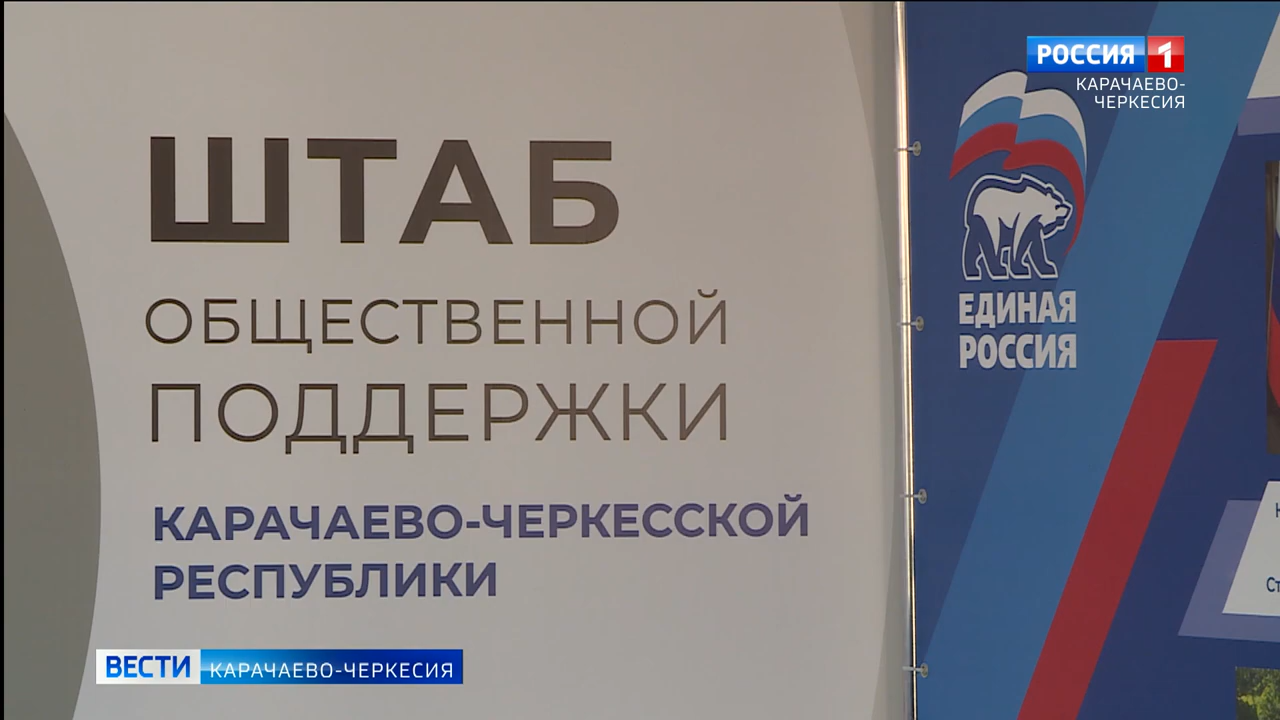 РОССИЯ 1
КАРАЧАЕВО-
ЧЕРКЕСИЯ
ШТАБ
ОБЩЕСТВЕННОЙ
ПОДДЕРЖКИ
КАРАЧАЕВО-ЧЕРКЕССКОЙ
РЕСПУБЛИКИ
ЕДИНАЯ
РОССИЯ
ВЕСТИ КАРАЧАЕВО-ЧЕРКЕСИЯ